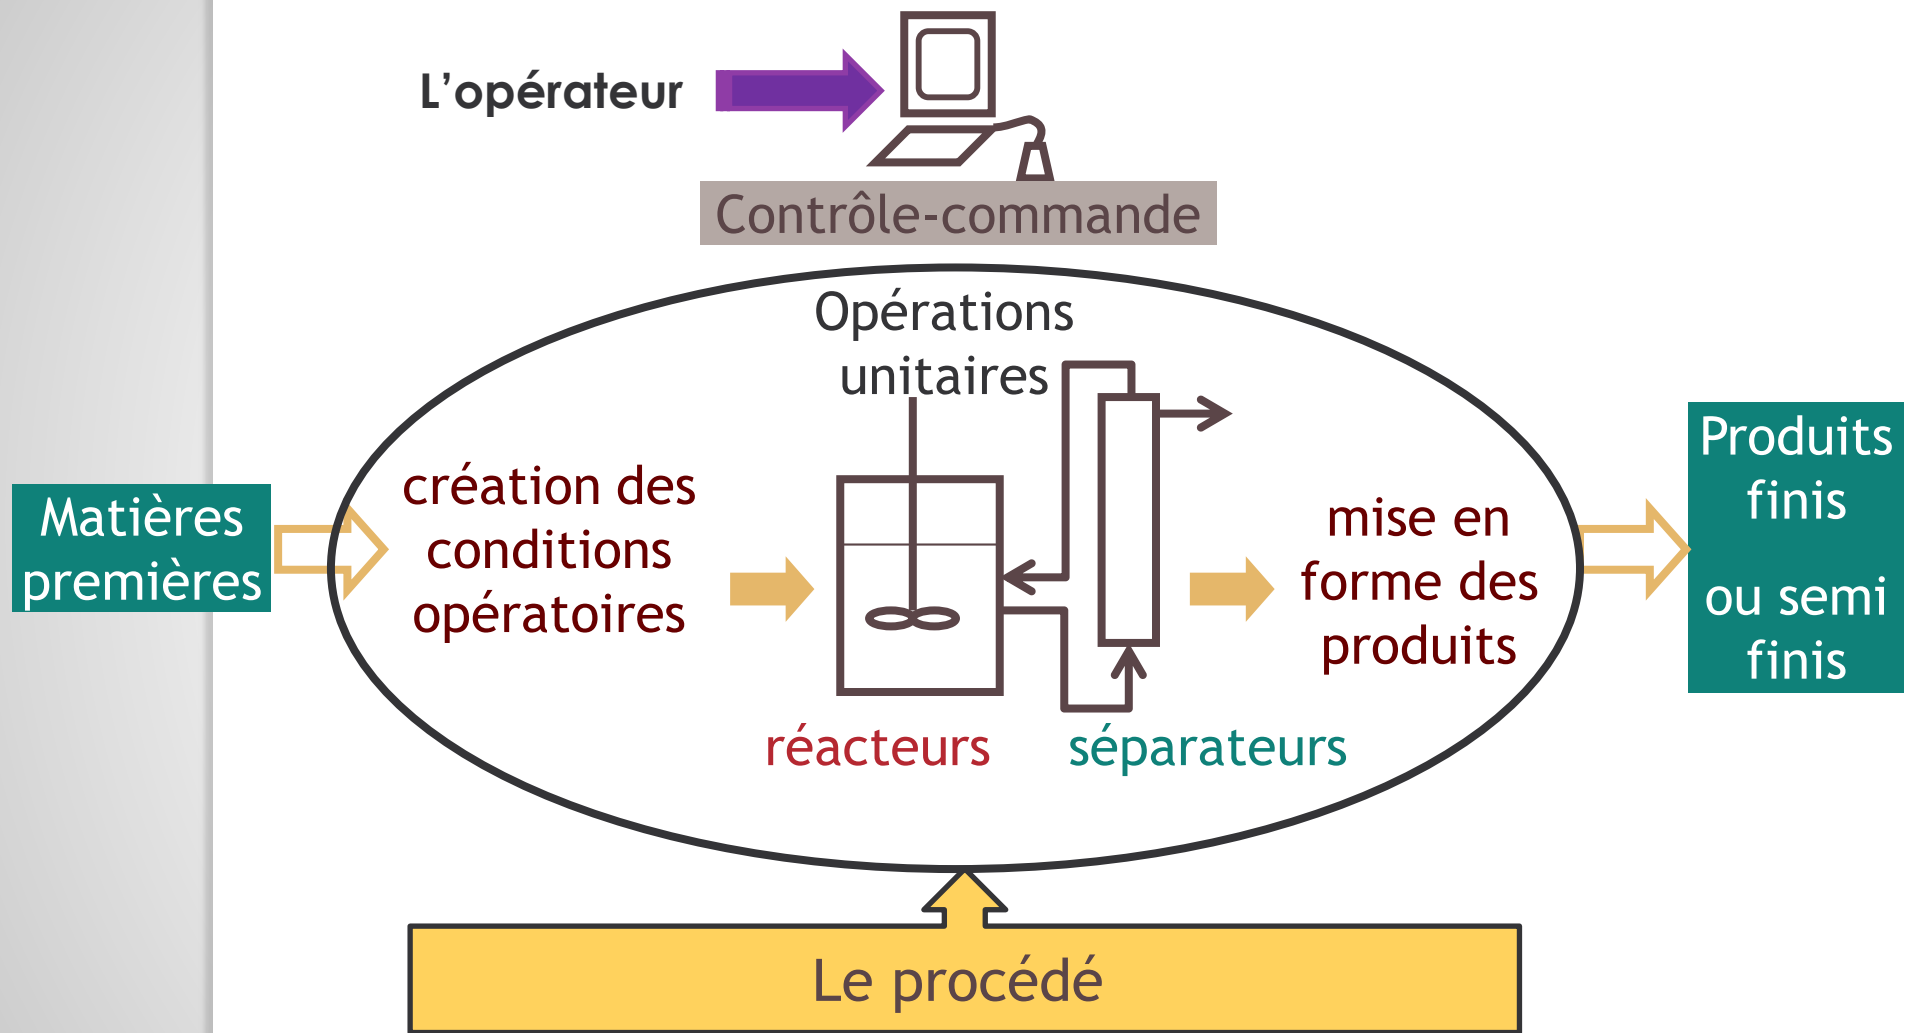 L’opérateur
Contrôle-commande
Opérations
unitaires
Matières
premières
création des
conditions
opératoires
réacteurs
séparateurs
mise en
forme des
produits
Produits
finis
ou semi
finis
Le procédé